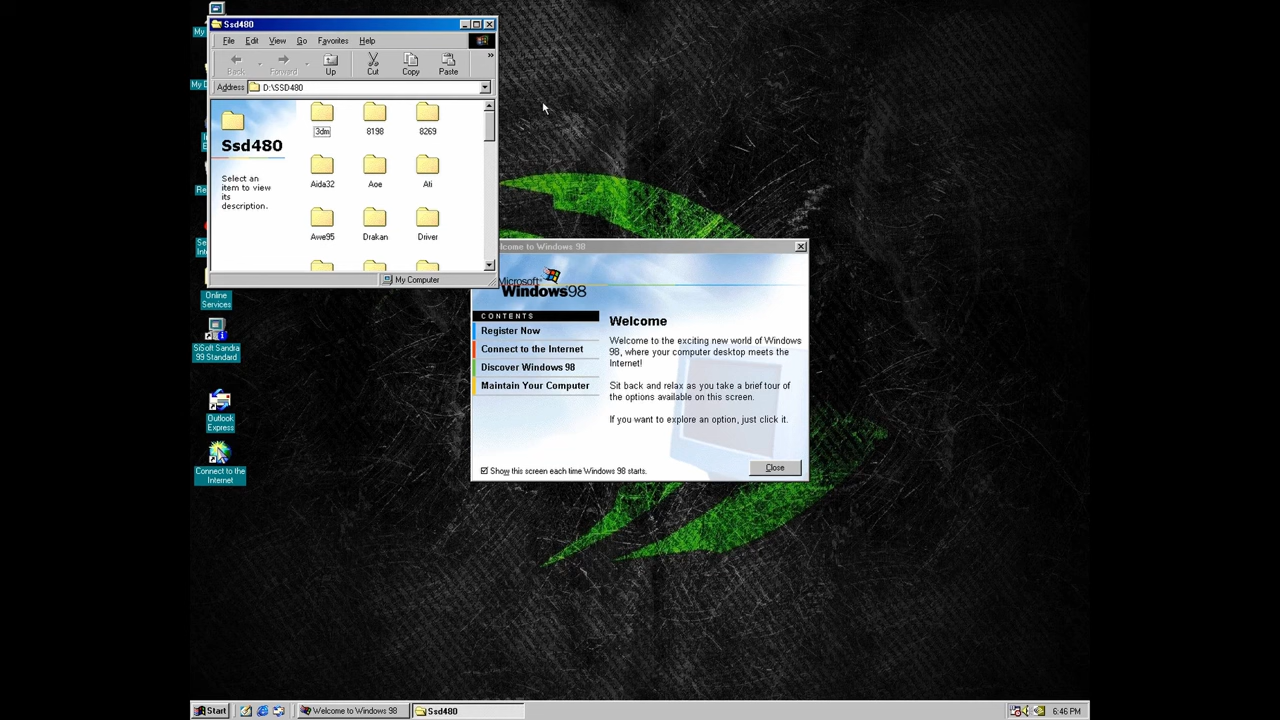 Ssd480
File Edit View Go Favorites Help
Back Forward Up Cut Copy Paste »
Address D:\SSD480
Ssd480
Select an
item to view
its
description.
3dm 8198 8269
Aida32 Aoe Ati
Awe95 Drakan Driver
My Computer
My
My D
Re
Se
Online
Services
SiSoft Sandra
99 Standard
Outlook
Express
Connect to the
Internet
lcome to Windows 98
Microsoft
Windows98
CONTENTS
Register Now
Connect to the Internet
Discover Windows 98
Maintain Your Computer
Welcome
Welcome to the exciting new world of Windows
98, where your computer desktop meets the
Internet!
Sit back and relax as you take a brief tour of
the options available on this screen.
If you want to explore an option, just click it.
Show this screen each time Windows 98 starts.
Close
Start Welcome to Windows 98 Ssd480 6:46 PM